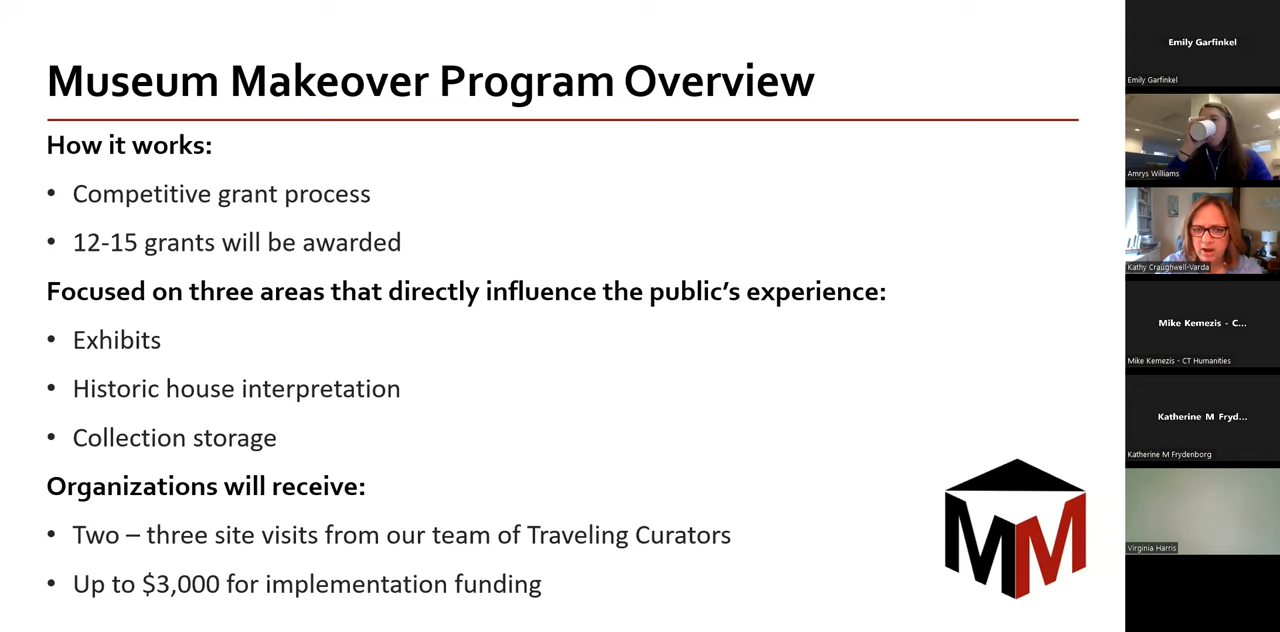 Museum Makeover Program Overview
How it works:
• Competitive grant process
• 12-15 grants will be awarded
Focused on three areas that directly influence the public’s experience:
• Exhibits
• Historic house interpretation
• Collection storage
Organizations will receive:
• Two – three site visits from our team of Traveling Curators
• Up to $3,000 for implementation funding
MM
Emily Garfinkel
Emily Garfinkel
Amrys Williams
Kathy Craughwell-Varda
Mike Kemezis - C...
Mike Kemezis - CT Humanities
Katherine M Fryd...
Katherine M Frydenborg
Virginia Harris